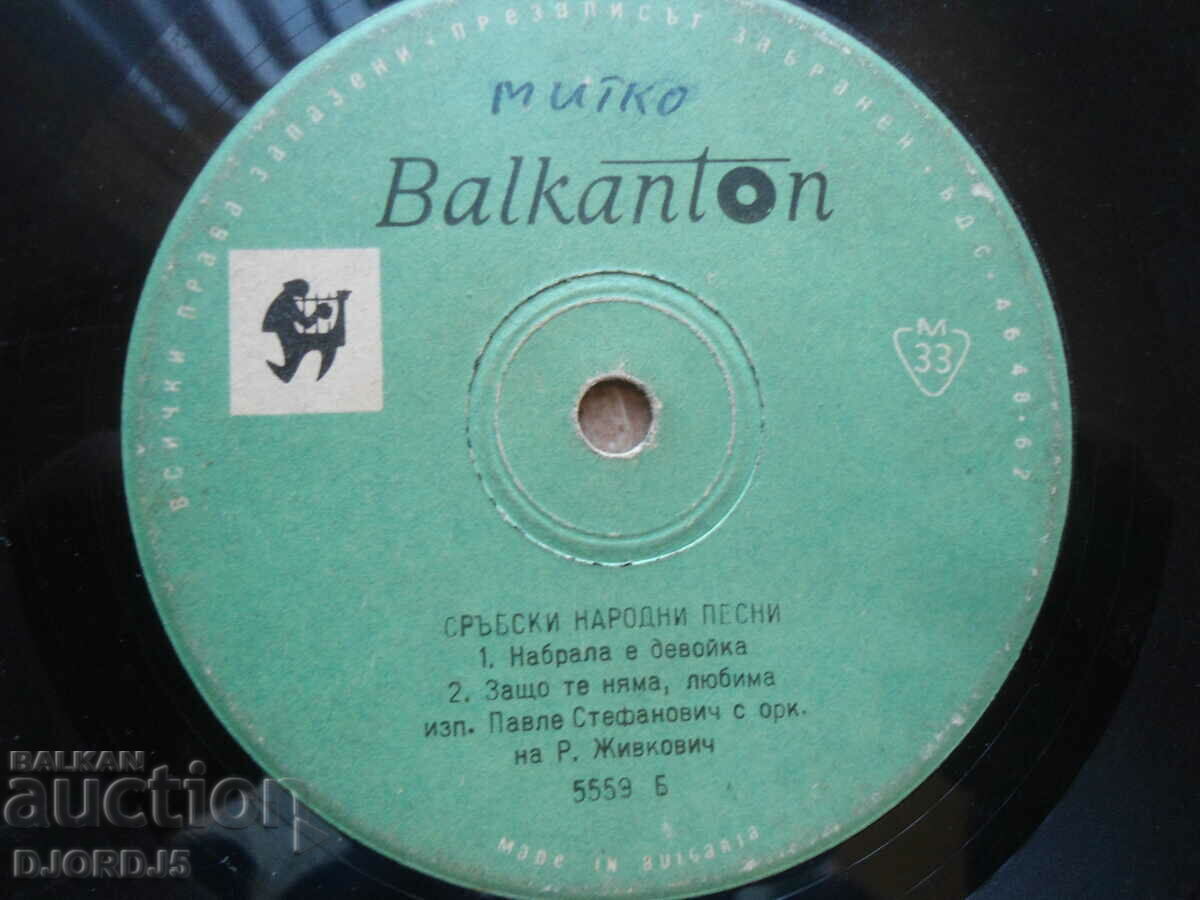 ВСИЧКИ ПРАВА ЗАПАЗЕНИ · ПРЕЗАПИСЪТ ЗАБРАНЕН · БДС · 4648-62
митко
Balkanton
М
33
СРЪБСКИ НАРОДНИ ПЕСНИ
1. Набрала е девойка
2. Защо те няма, любима
изп. Павле Стефанович с орк.
на Р. Живкович
5559 Б
MADE IN BULGARIA
BALKAN
auction
DJORDJ5